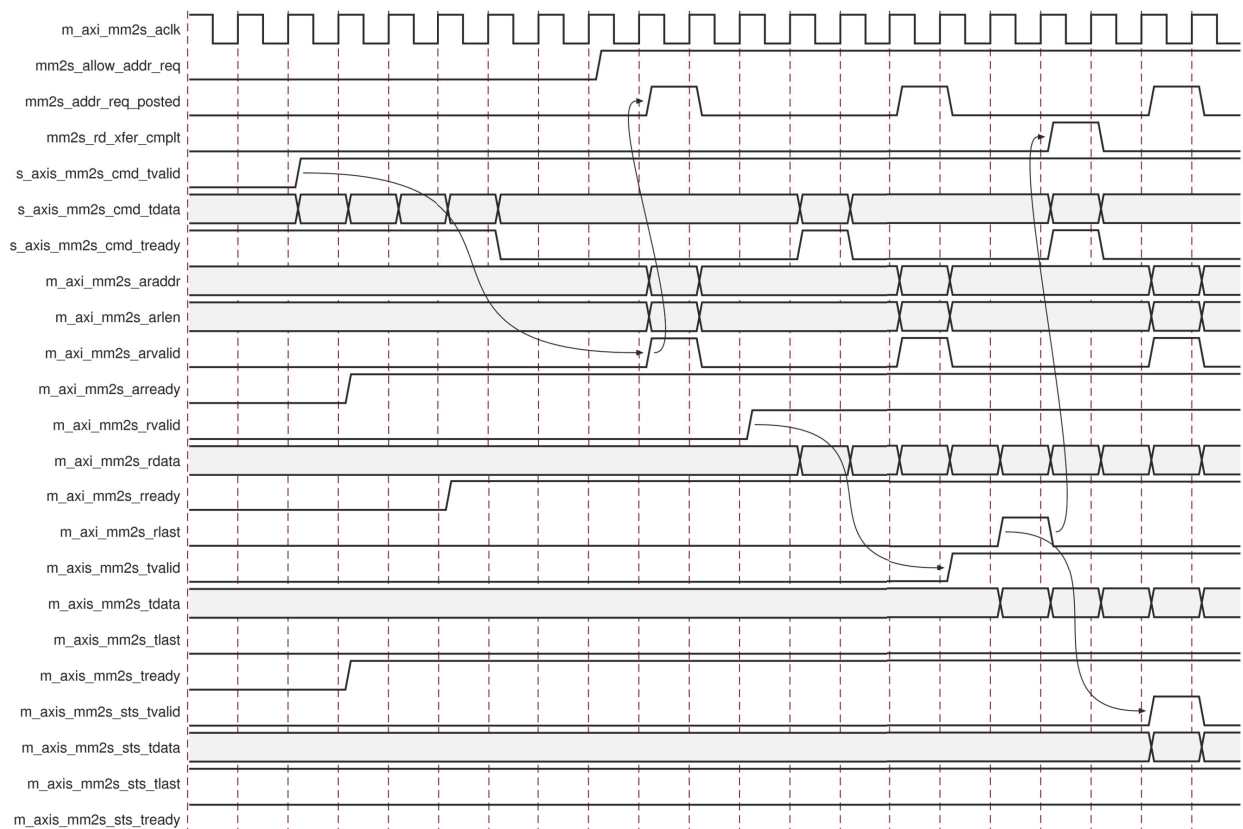 m_axi_mm2s_aclk
mm2s_allow_addr_req
mm2s_addr_req_posted
mm2s_rd_xfer_cmplt
s_axis_mm2s_cmd_tvalid
s_axis_mm2s_cmd_tdata
s_axis_mm2s_cmd_tready
m_axi_mm2s_araddr
m_axi_mm2s_arlen
m_axi_mm2s_arvalid
m_axi_mm2s_arready
m_axi_mm2s_rvalid
m_axi_mm2s_rdata
m_axi_mm2s_rready
m_axi_mm2s_rlast
m_axis_mm2s_tvalid
m_axis_mm2s_tdata
m_axis_mm2s_tlast
m_axis_mm2s_tready
m_axis_mm2s_sts_tvalid
m_axis_mm2s_sts_tdata
m_axis_mm2s_sts_tlast
m_axis_mm2s_sts_tready